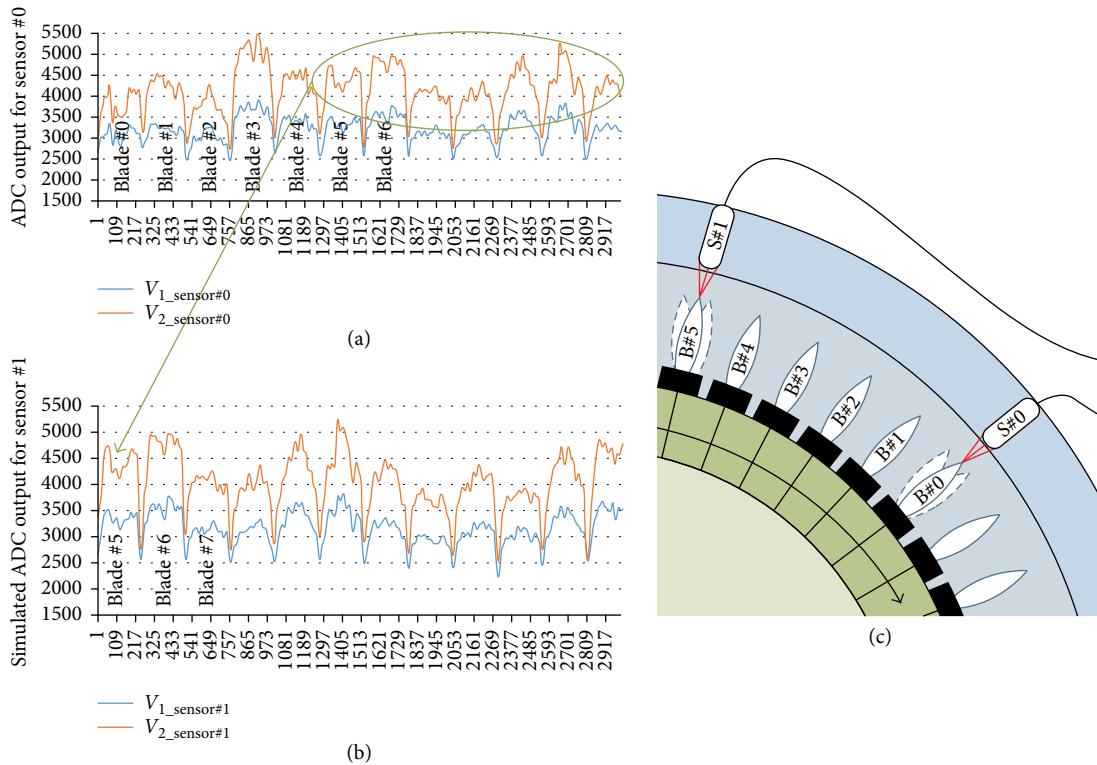 ADC output for sensor #0
5500
5000
4500
4000
3500
3000
2500
2000
1500
Blade #0
Blade #1
Blade #2
Blade #3
Blade #4
Blade #5
Blade #6
1
109
217
325
433
541
649
757
865
973
1081
1189
1297
1405
1513
1621
1729
1837
1945
2053
2161
2269
2377
2485
2593
2701
2809
2917
V1_sensor#0
V2_sensor#0
(a)
Simulated ADC output for sensor #1
5500
5000
4500
4000
3500
3000
2500
2000
1500
Blade #5
Blade #6
Blade #7
1
109
217
325
433
541
649
757
865
973
1081
1189
1297
1405
1513
1621
1729
1837
1945
2053
2161
2269
2377
2485
2593
2701
2809
2917
V1_sensor#1
V2_sensor#1
(b)
S#1
S#0
B#5
B#4
B#3
B#2
B#1
B#0
(c)